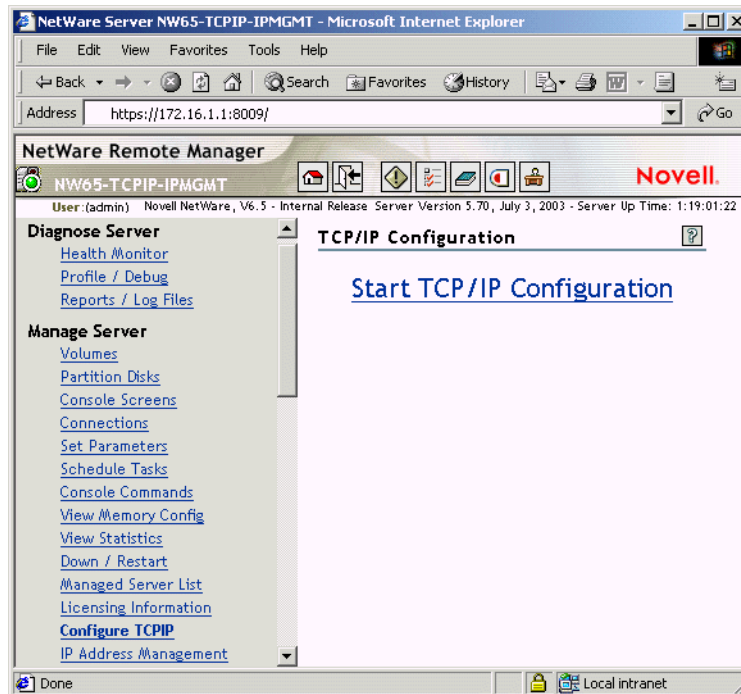 NetWare Server NW65-TCPIP-IPMGMT - Microsoft Internet Explorer
File Edit View Favorites Tools Help
Back Search Favorites History
Address https://172.16.1.1:8009/ Go
NetWare Remote Manager
NW65-TCPIP-IPMGMT
Novell.
User:(admin) Novell NetWare, V6.5 - Internal Release Server Version 5.70, July 3, 2003 - Server Up Time: 1:19:01:22
Diagnose Server
Health Monitor
Profile / Debug
Reports / Log Files
Manage Server
Volumes
Partition Disks
Console Screens
Connections
Set Parameters
Schedule Tasks
Console Commands
View Memory Config
View Statistics
Down / Restart
Managed Server List
Licensing Information
Configure TCPIP
IP Address Management
TCP/IP Configuration ?
Start TCP/IP Configuration
Done Local intranet